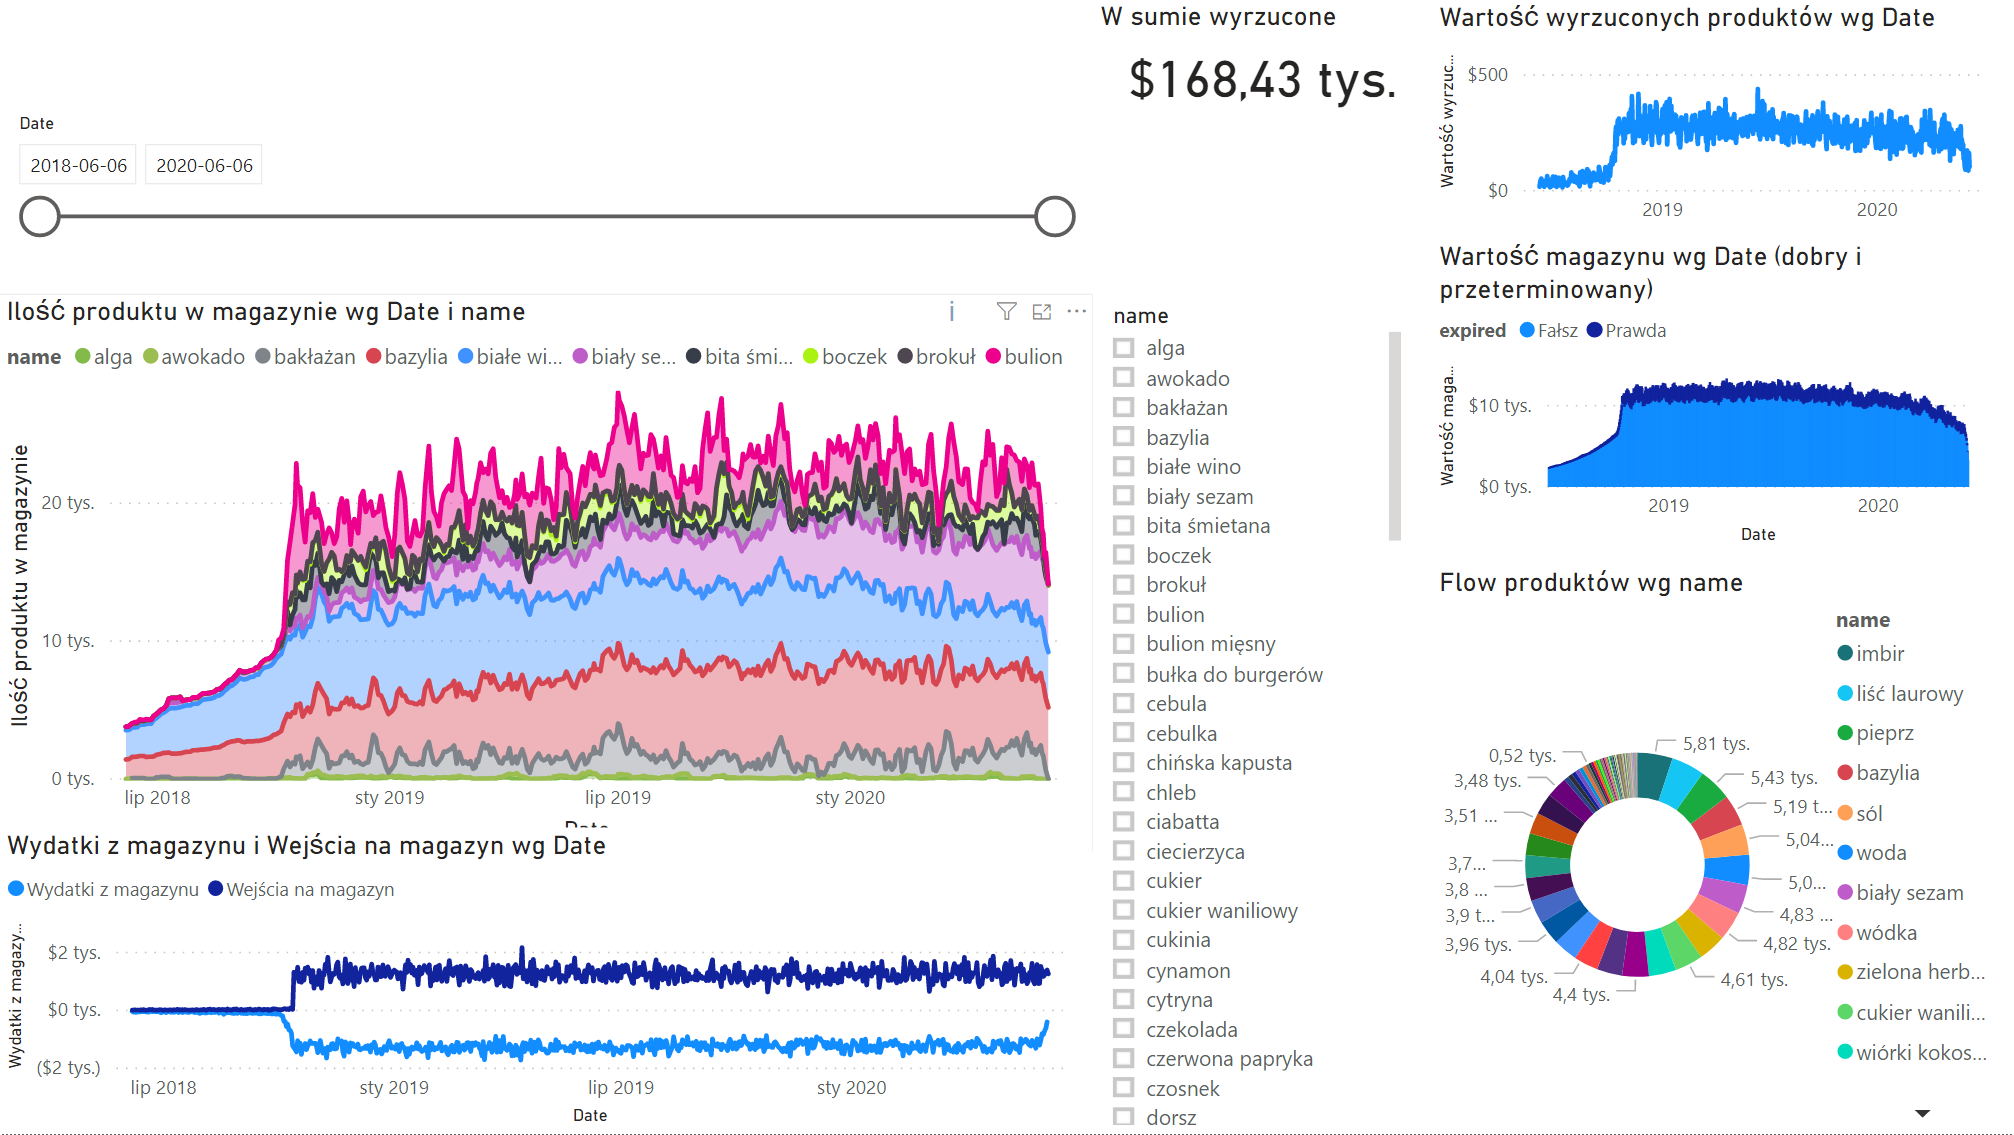 W sumie wyrzucone
$168,43 tys.
Date
2018-06-06 2020-06-06
Ilość produktu w magazynie wg Date i name
name alga awokado bakłażan bazylia białe wi... biały se... bita śmi... boczek brokuł bulion
Ilość produktu w magazynie
20 tys.
10 tys.
0 tys.
lip 2018 sty 2019 lip 2019 sty 2020
Date
Wydatki z magazynu i Wejścia na magazyn wg Date
Wydatki z magazynu Wejścia na magazyn
Wydatki z magazy...
$2 tys.
$0 tys.
($2 tys.)
lip 2018 sty 2019 lip 2019 sty 2020
Date
name
alga
awokado
bakłażan
bazylia
białe wino
biały sezam
bita śmietana
boczek
brokuł
bulion
bulion mięsny
bułka do burgerów
cebula
cebulka
chińska kapusta
chleb
ciabatta
ciecierzyca
cukier
cukier waniliowy
cukinia
cynamon
cytryna
czekolada
czerwona papryka
czosnek
dorsz
Wartość wyrzuconych produktów wg Date
Wartość wyrzuc...
$500
$0
2019 2020
Wartość magazynu wg Date (dobry i
przeterminowany)
expired Fałsz Prawda
Wartość maga...
$10 tys.
$0 tys.
2019 2020
Date
Flow produktów wg name
name
imbir
liść laurowy
pieprz
bazylia
sól
woda
biały sezam
wódka
zielona herb...
cukier wanili...
wiórki kokos...
5,81 tys.
5,43 tys.
5,19 t...
5,04...
5,0...
4,83 ...
4,82 tys.
4,61 tys.
4,4 tys.
4,04 tys.
3,96 tys.
3,9 t...
3,8 ...
3,7...
3,51 ...
3,48 tys.
0,52 tys.